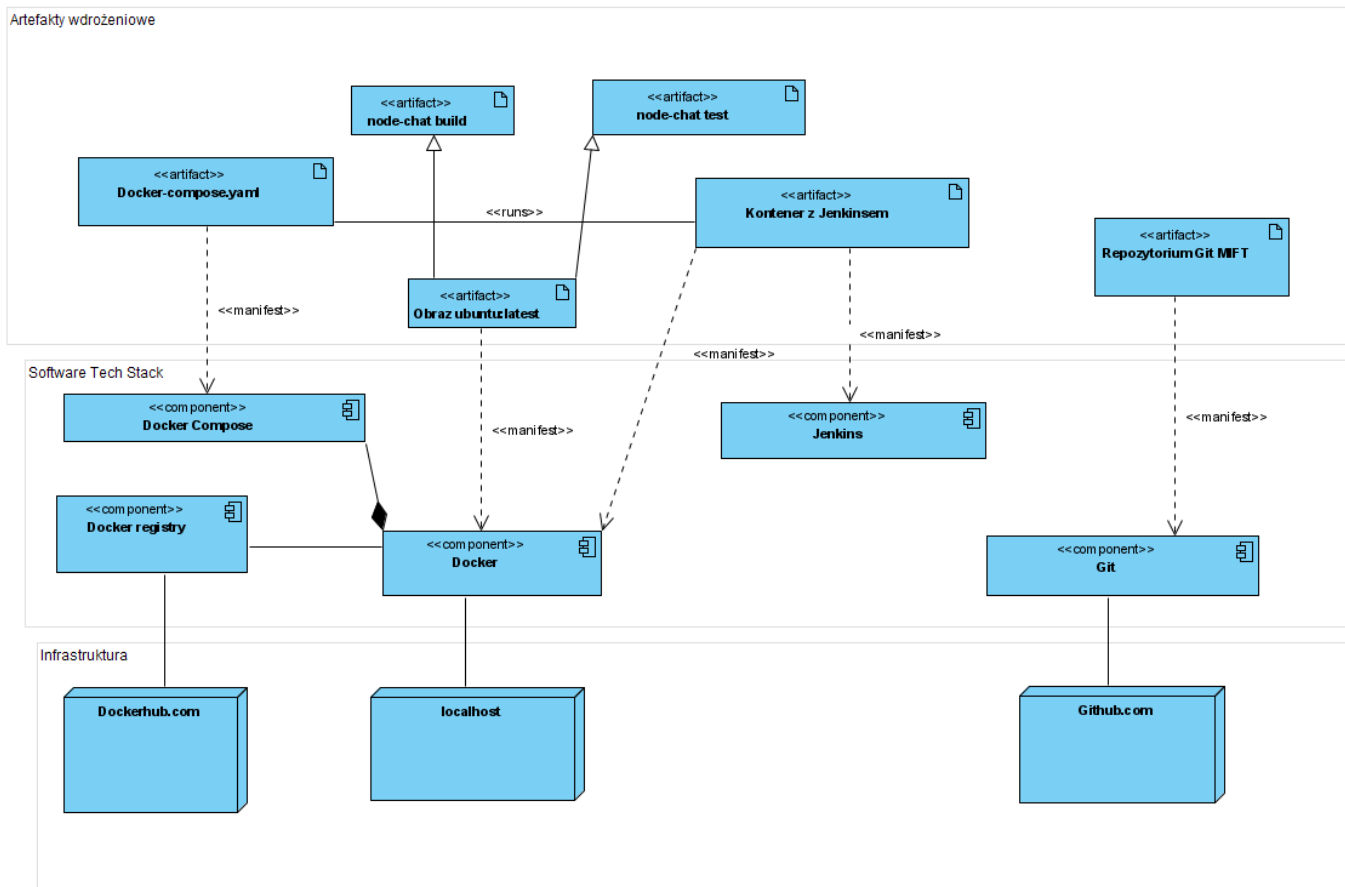 Artefakty wdrożeniowe
<<artifact>>
node-chat build
<<artifact>>
node-chat test
<<artifact>>
Docker-compose.yaml
<<artifact>>
Kontener z Jenkinsem
<<runs>>
<<artifact>>
Repozytorium Git MIFT
<<artifact>>
Obraz ubuntu:latest
<<manifest>>
<<manifest>>
<<manifest>>
Software Tech Stack
<<component>>
Docker Compose
<<component>>
Jenkins
<<manifest>>
<<manifest>>
<<component>>
Docker registry
<<component>>
Docker
<<component>>
Git
Infrastruktura
Dockerhub.com
localhost
Github.com